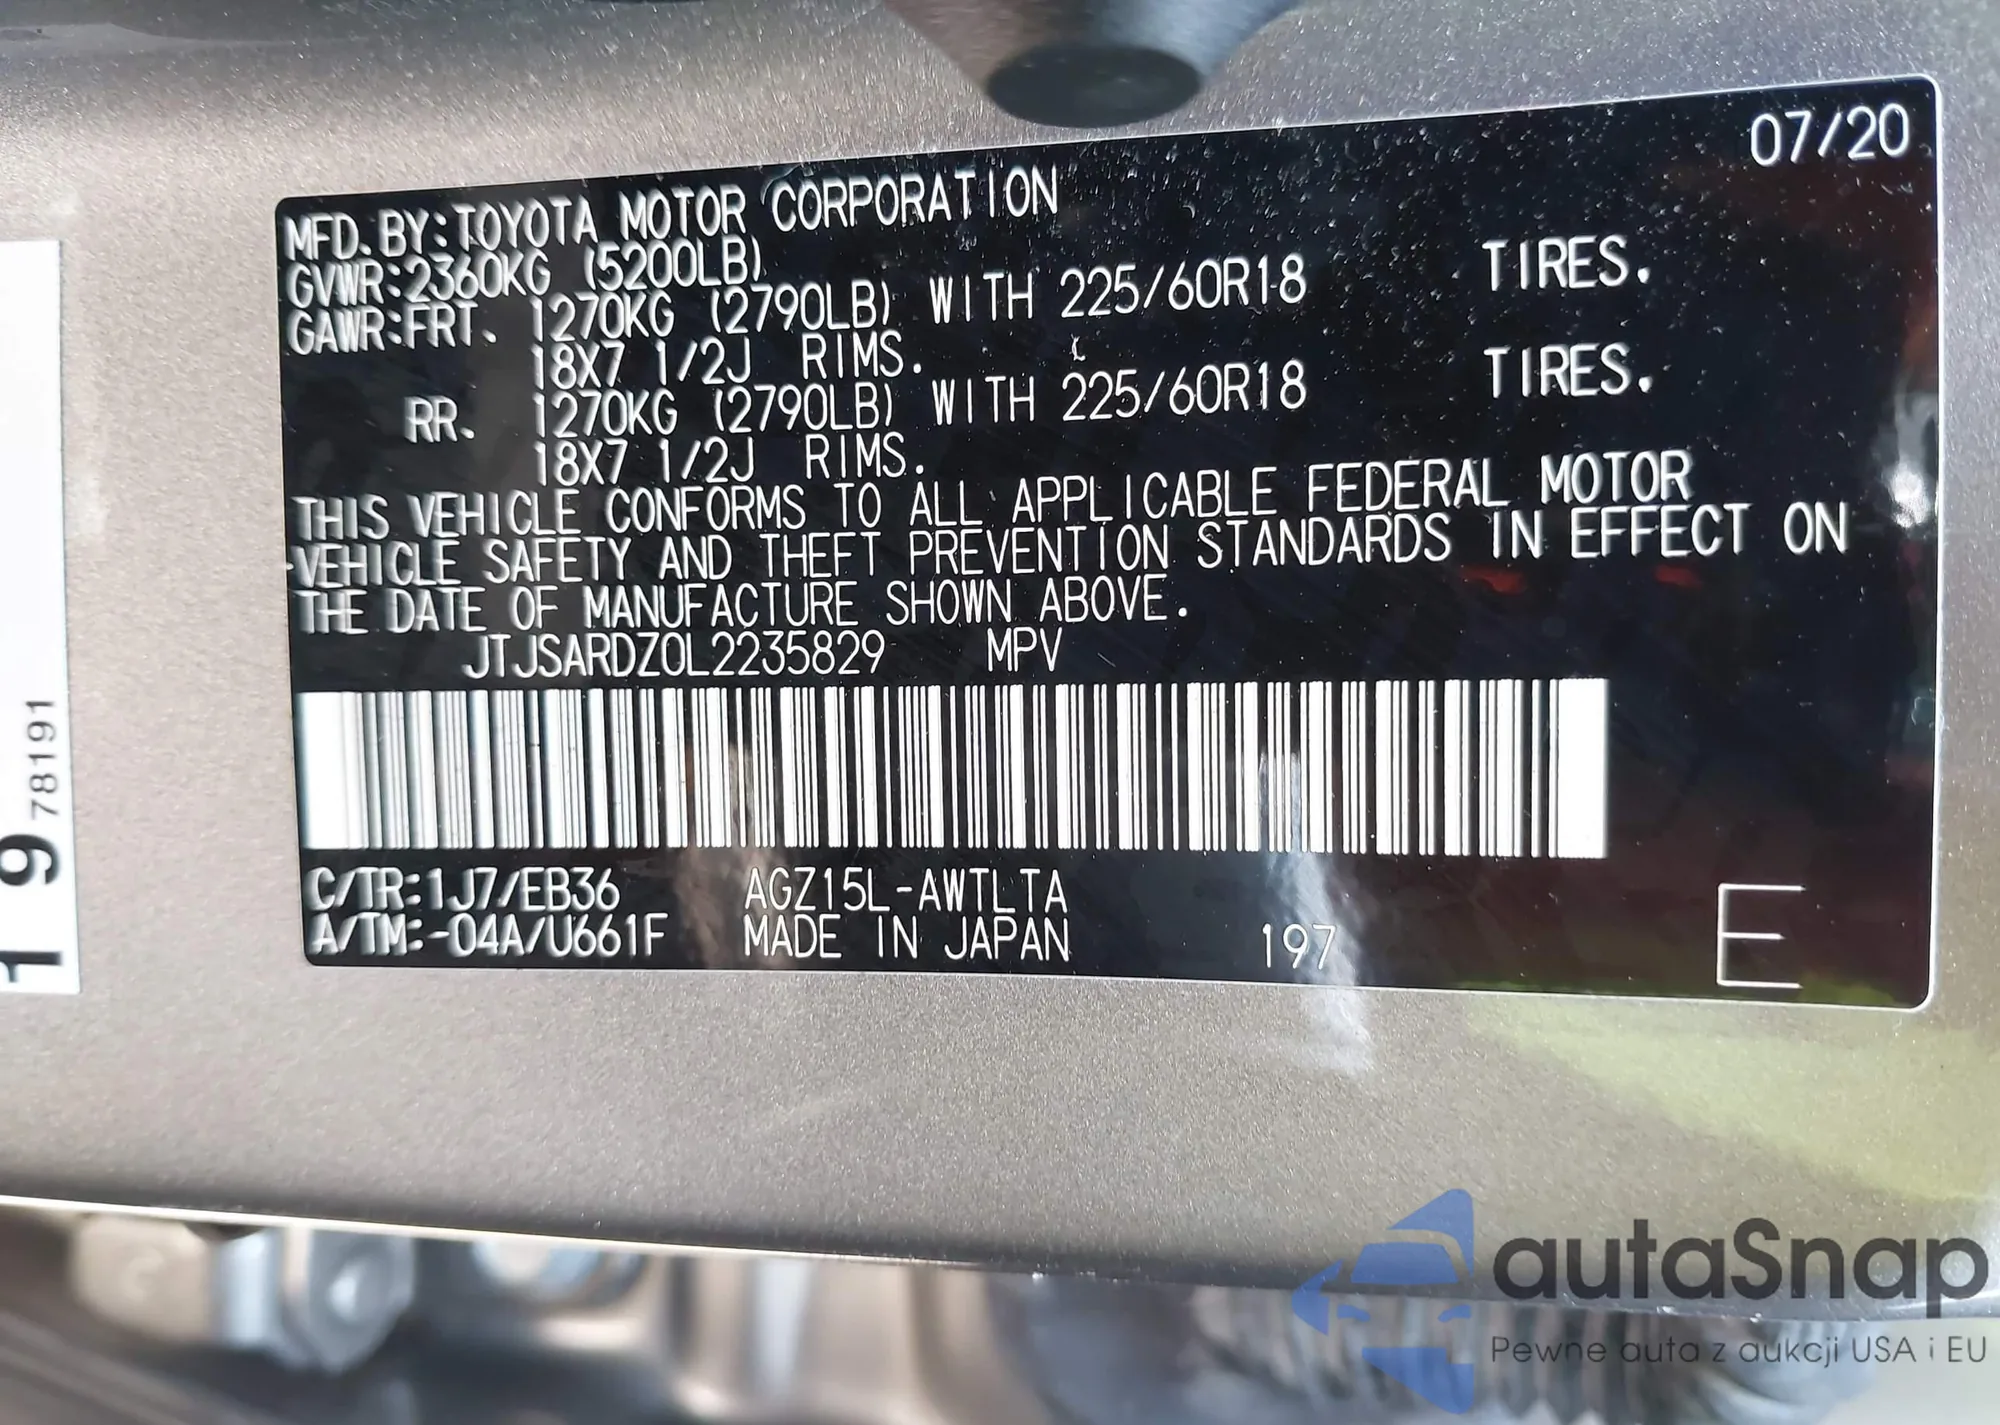 07/20
MFD. BY: TOYOTA MOTOR CORPORATION
GVWR: 2360KG (5200LB)
GAWR: FRT. 1270KG (2790LB) WITH 225/60R18 TIRES.
18X7 1/2J RIMS.
RR. 1270KG (2790LB) WITH 225/60R18 TIRES.
18X7 1/2J RIMS.
THIS VEHICLE CONFORMS TO ALL APPLICABLE FEDERAL MOTOR
VEHICLE SAFETY AND THEFT PREVENTION STANDARDS IN EFFECT ON
THE DATE OF MANUFACTURE SHOWN ABOVE.
JTJSARDZ0L2235829 MPV
C/TR: 1J7/EB36 AGZ15L-AWTLTA
A/TM: -04A/U661F MADE IN JAPAN 197 E
19 78191
autaSnap
Pewne auta z aukcji USA i EU